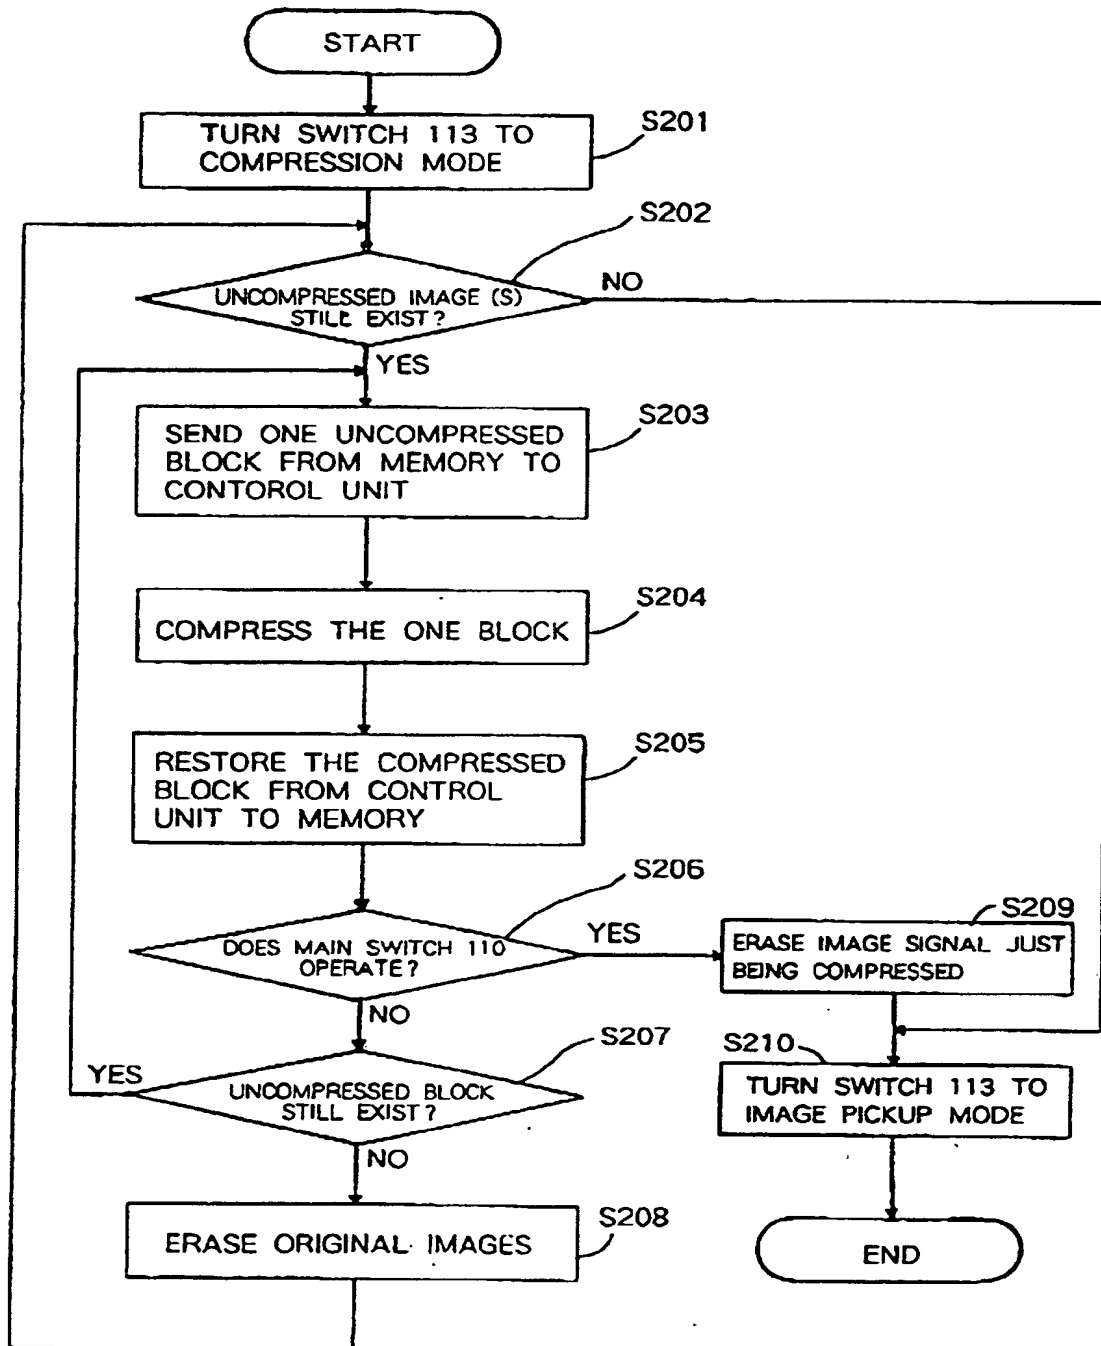 START
TURN SWITCH 113 TO
COMPRESSION MODE
S201
S202
UNCOMPRESSED IMAGE (S)
STILL EXIST?
NO
YES
S203
SEND ONE UNCOMPRESSED
BLOCK FROM MEMORY TO
CONTOROL UNIT
S204
COMPRESS THE ONE BLOCK
S205
RESTORE THE COMPRESSED
BLOCK FROM CONTROL
UNIT TO MEMORY
S206
DOES MAIN SWITCH 110
OPERATE?
YES
NO
S209
ERASE IMAGE SIGNAL JUST
BEING COMPRESSED
S207
UNCOMPRESSED BLOCK
STILL EXIST?
YES
NO
S210
TURN SWITCH 113 TO
IMAGE PICKUP MODE
S208
ERASE ORIGINAL IMAGES
END